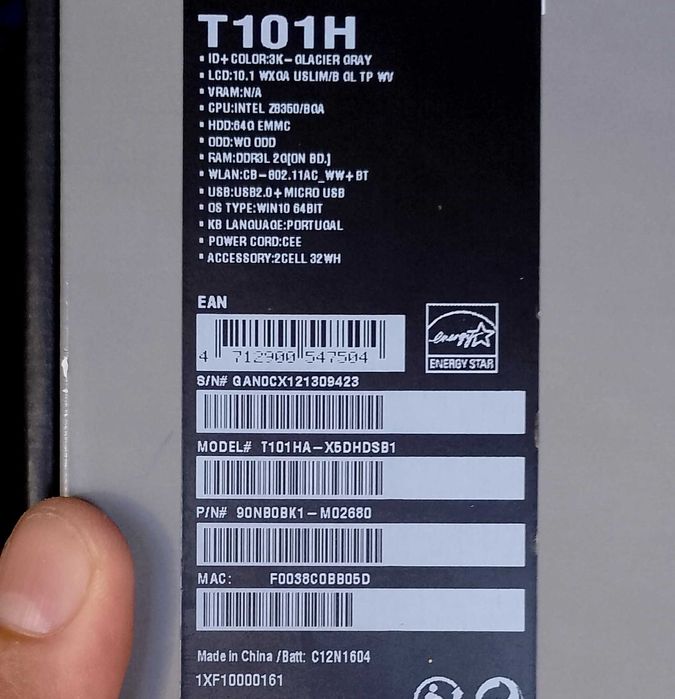 T101H
▪ ID+ COLOR:3K-GLACIER GRAY
▪ LCD:10.1 WXGA USLIM/B GL TP WV
▪ VRAM:N/A
▪ CPU:INTEL Z8350/BGA
▪ HDD:64G EMMC
▪ ODD:WO ODD
▪ RAM:DDR3L 2G[ON BD.]
▪ WLAN:CB-802.11AC_WW+BT
▪ USB:USB2.0+MICRO USB
▪ OS TYPE:WIN10 64BIT
▪ KB LANGUAGE:PORTUGAL
▪ POWER CORD:CEE
▪ ACCESSORY:2CELL 32WH
EAN
4 712900 547504
energy
ENERGY STAR
S/N# GAN0CX121309423
MODEL# T101HA-X5DHDSB1
P/N# 90NB0BK1-M02680
MAC: F0038C0BB05D
Made in China /Batt: C12N1604
1XF10000161